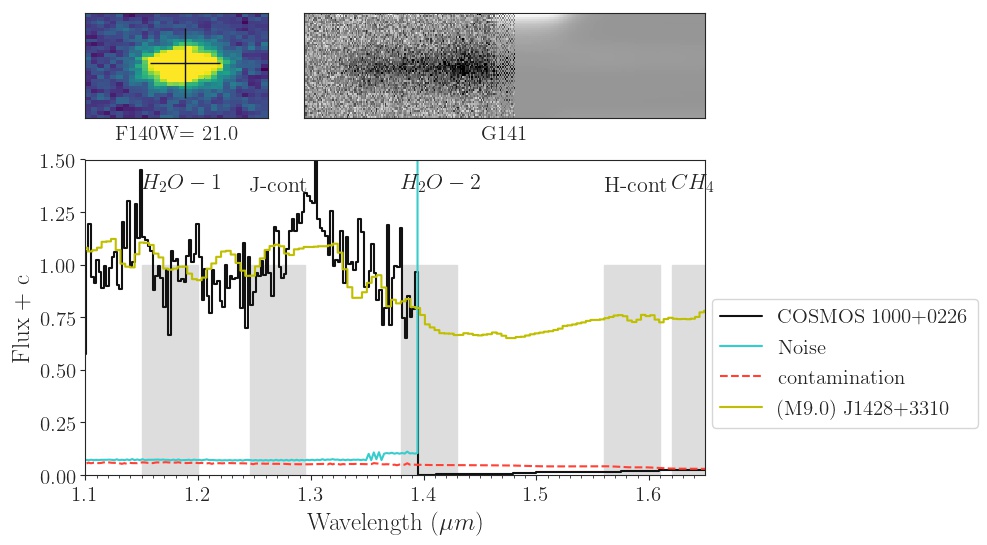 F140W= 21.0
G141
H₂O − 1
J-cont
H₂O − 2
H-cont
CH₄
1.50
1.25
1.00
0.75
0.50
0.25
0.00
Flux + c
1.1
1.2
1.3
1.4
1.5
1.6
Wavelength (μm)
COSMOS 1000+0226
Noise
contamination
(M9.0) J1428+3310